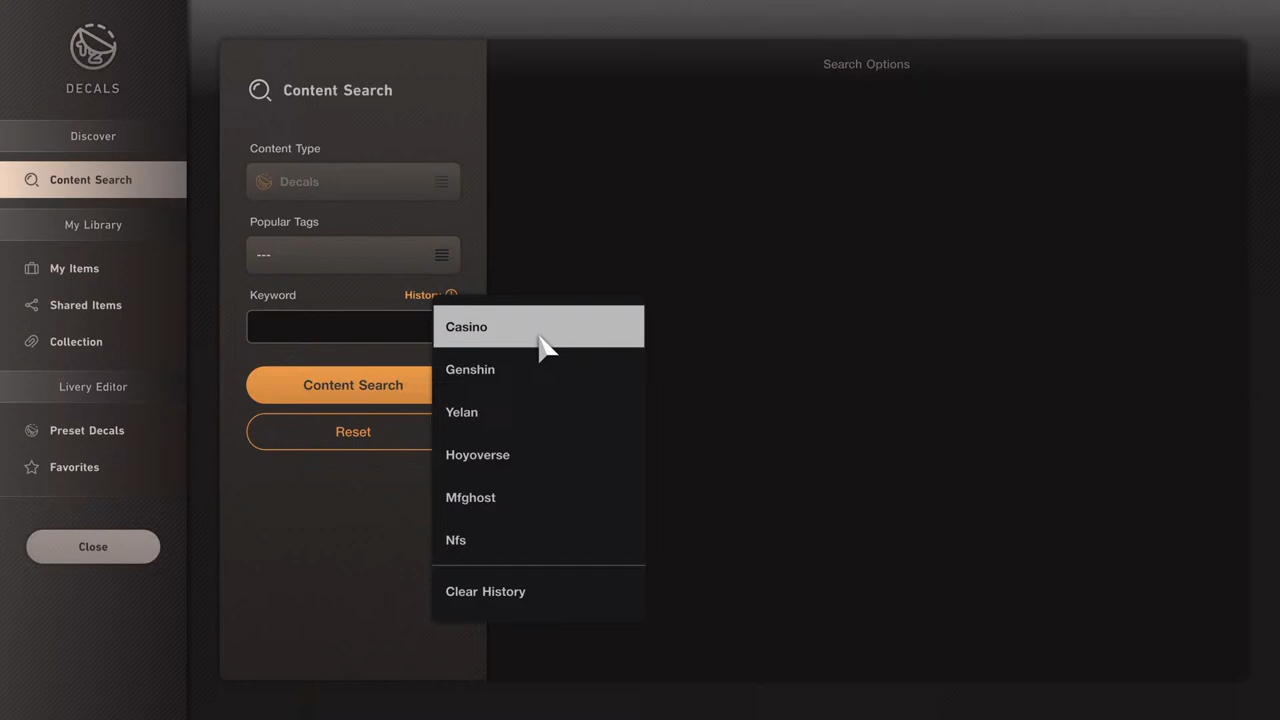 DECALS
Discover
Content Search
My Library
My Items
Shared Items
Collection
Livery Editor
Preset Decals
Favorites
Close
Content Search
Content Type
Decals
Popular Tags
---
Keyword
History
Content Search
Reset
Casino
Genshin
Yelan
Hoyoverse
Mfghost
Nfs
Clear History
Search Options